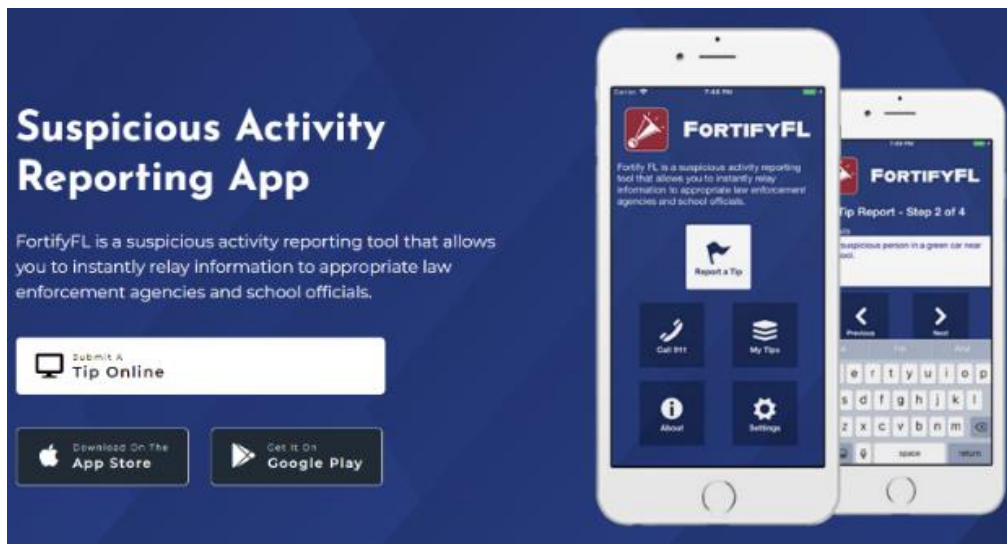 Suspicious Activity
Reporting App
FortifyFL is a suspicious activity reporting tool that allows
you to instantly relay information to appropriate law
enforcement agencies and school officials.
Submit A
Tip Online
Download On The
App Store
Get It On
Google Play
Carrier
7:48 PM
FORTIFYFL
Fortify FL is a suspicious activity reporting
tool that allows you to instantly relay
information to appropriate law enforcement
agencies and school officials.
Report a Tip
Call 911
My Tips
About
Settings
FORTIFYFL
Tip Report - Step 2 of 4
suspicious person in a green car near
Previous
Next
e r t y u i o p
s d f g h j k l
z x c v b n m
space
return